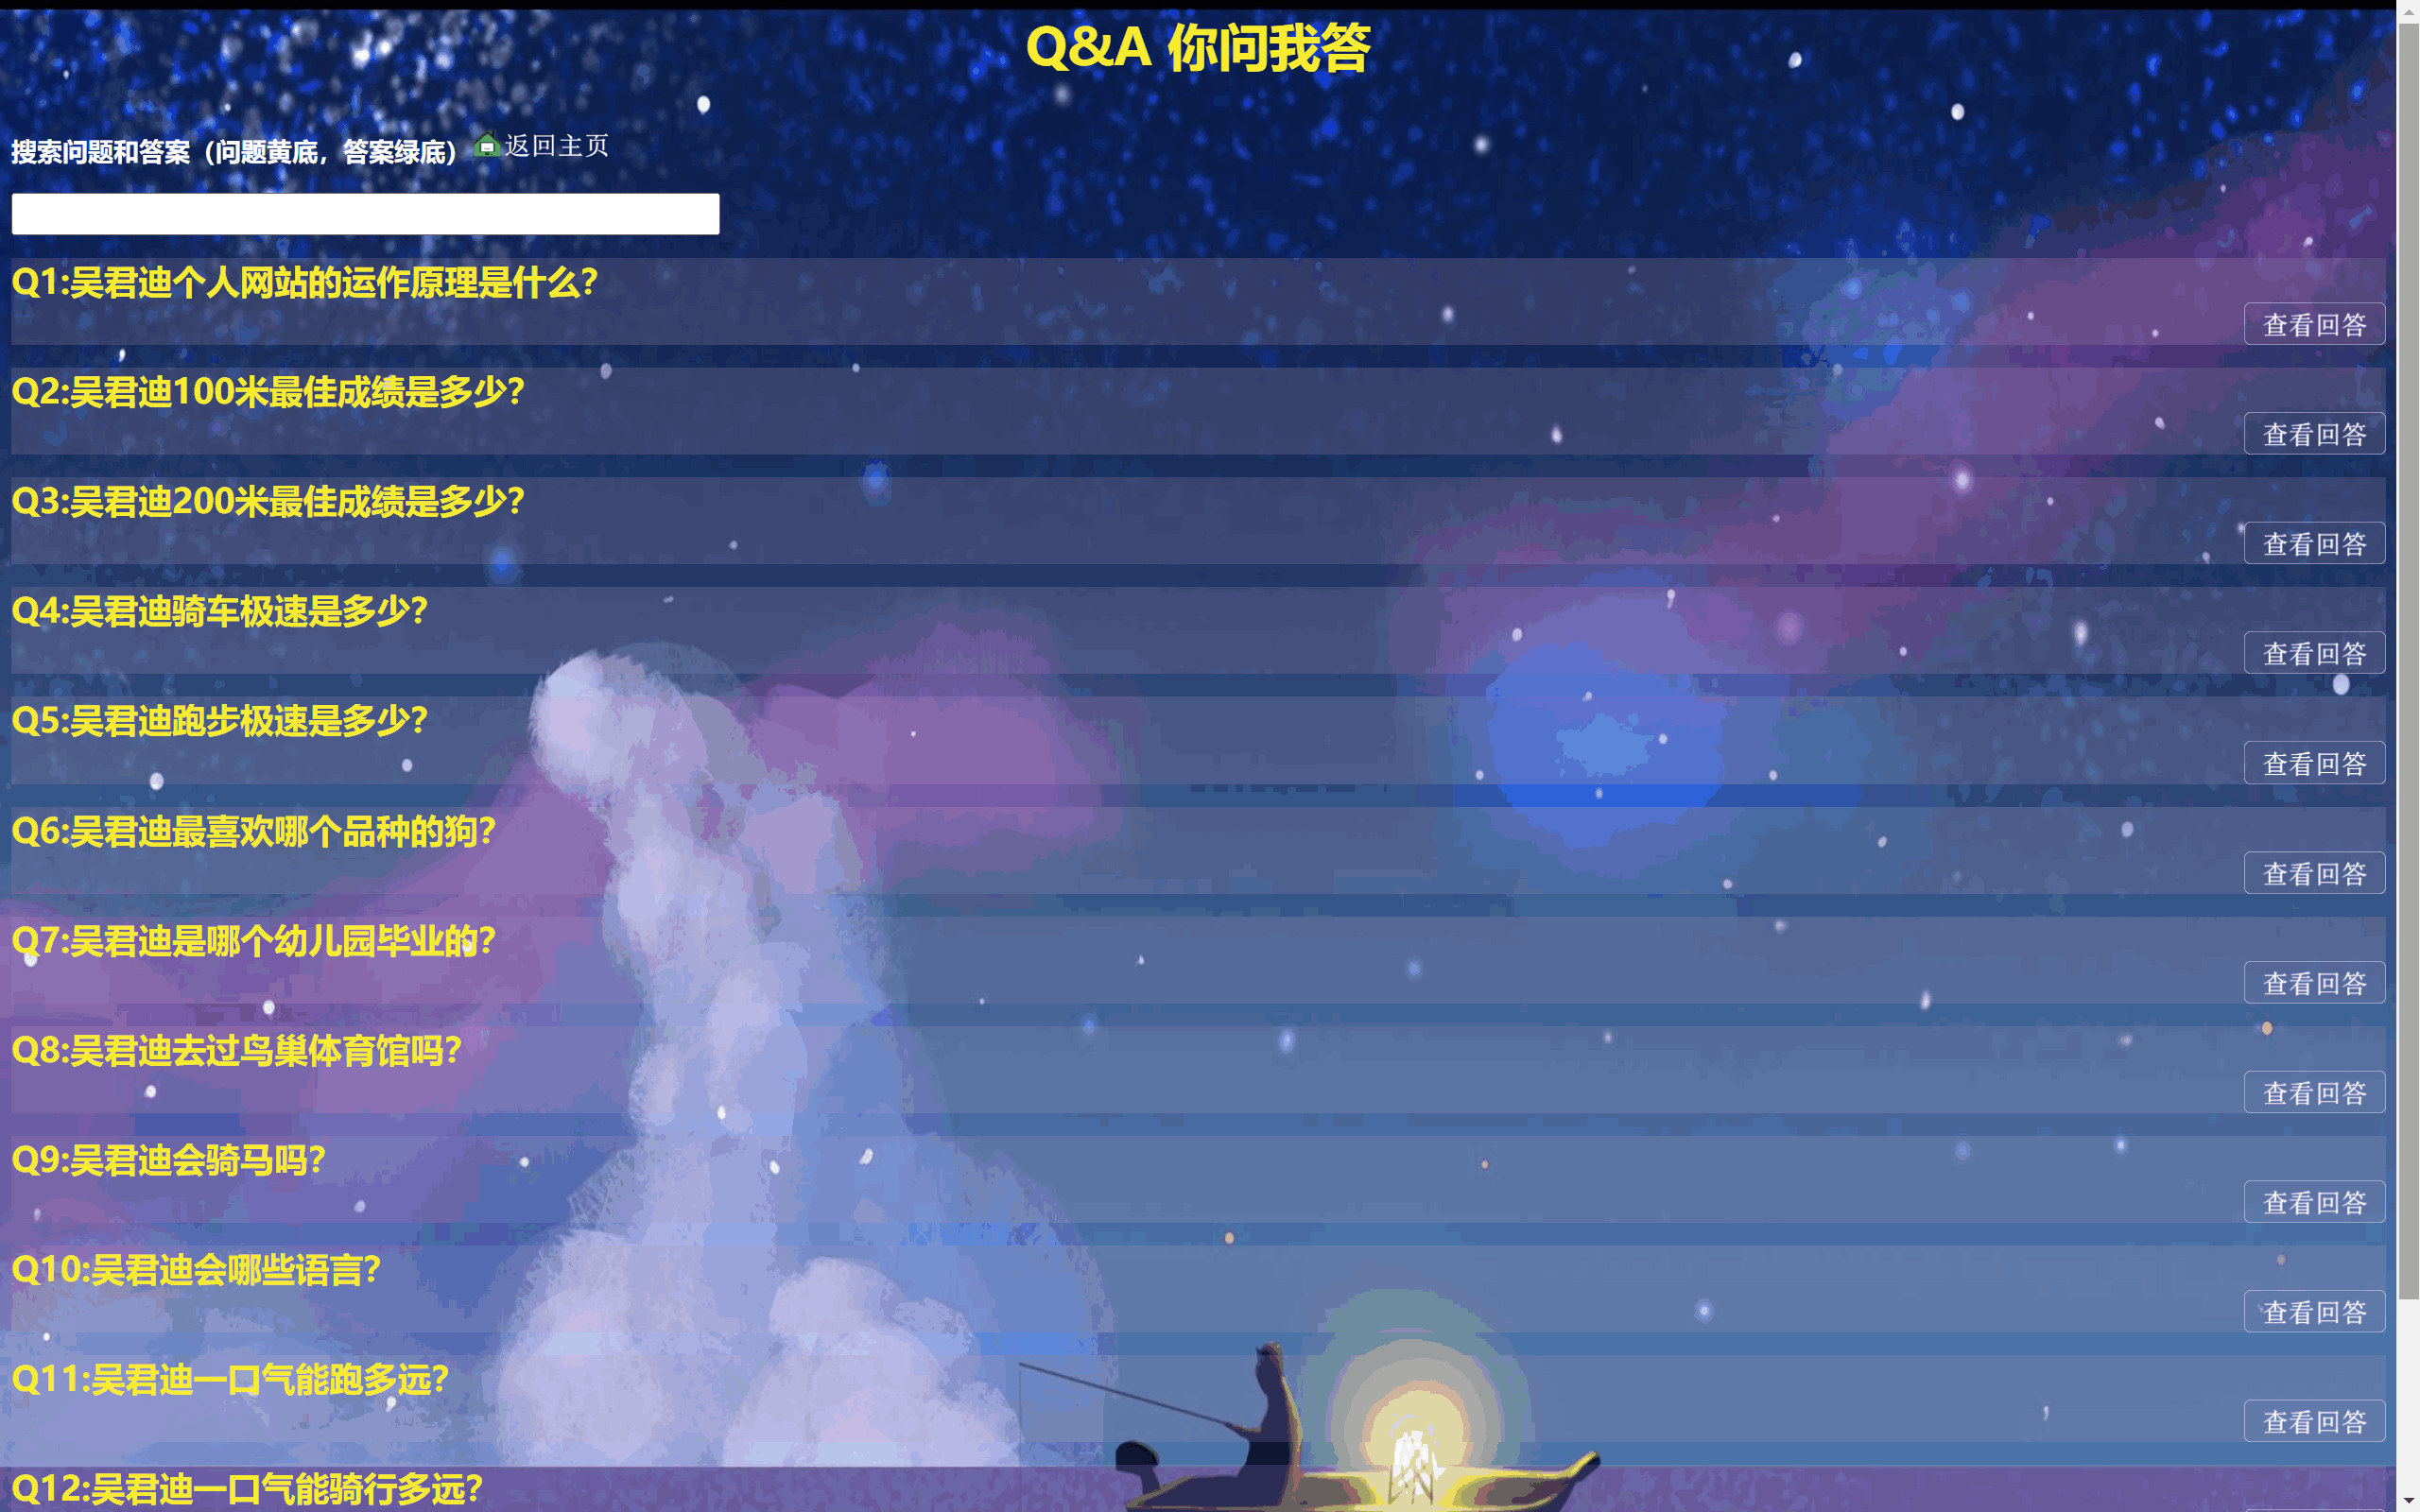 Q&A 你问我答
搜索问题和答案（问题黄底，答案绿底） 返回主页
Q1:吴君迪个人网站的运作原理是什么?
查看回答
Q2:吴君迪100米最佳成绩是多少?
查看回答
Q3:吴君迪200米最佳成绩是多少?
查看回答
Q4:吴君迪骑车极速是多少?
查看回答
Q5:吴君迪跑步极速是多少?
查看回答
Q6:吴君迪最喜欢哪个品种的狗?
查看回答
Q7:吴君迪是哪个幼儿园毕业的?
查看回答
Q8:吴君迪去过鸟巢体育馆吗?
查看回答
Q9:吴君迪会骑马吗?
查看回答
Q10:吴君迪会哪些语言?
查看回答
Q11:吴君迪一口气能跑多远?
查看回答
Q12:吴君迪一口气能骑行多远?